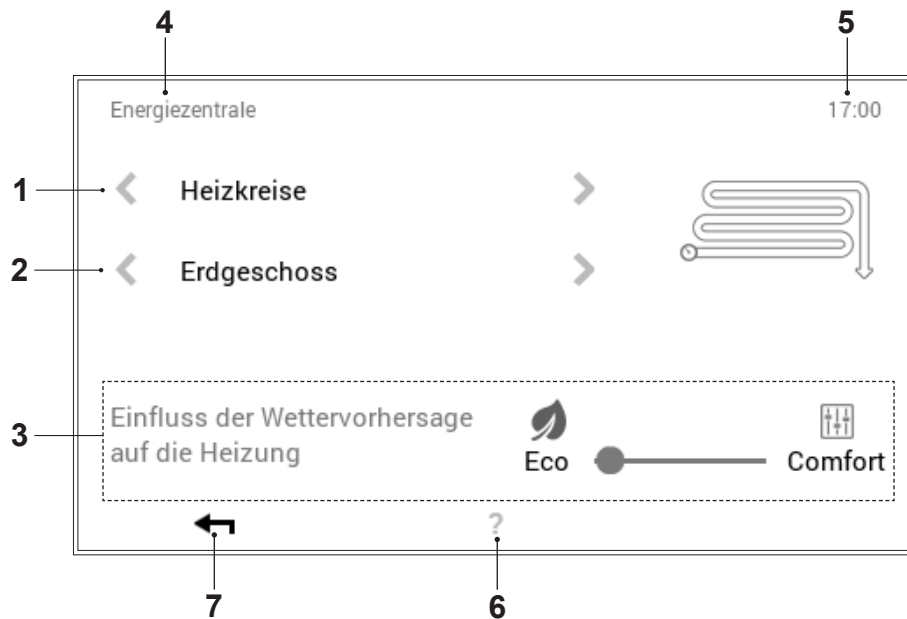 4 5
Energiezentrale 17:00
1 Heizkreise
2 Erdgeschoss
3 Einfluss der Wettervorhersage
auf die Heizung
Eco Comfort
?
7 6